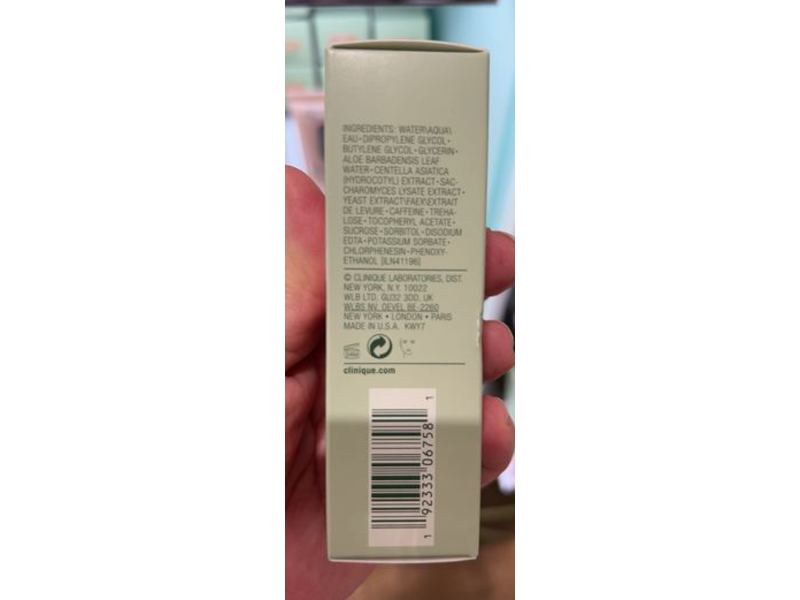 INGREDIENTS: WATER\AQUA\
EAU • DIPROPYLENE GLYCOL •
BUTYLENE GLYCOL • GLYCERIN •
ALOE BARBADENSIS LEAF
WATER • CENTELLA ASIATICA
(HYDROCOTYL) EXTRACT • SAC-
CHAROMYCES LYSATE EXTRACT •
YEAST EXTRACT\FAEX\EXTRAIT
DE LEVURE • CAFFEINE • TREHA-
LOSE • TOCOPHERYL ACETATE •
SUCROSE • SORBITOL • DISODIUM
EDTA • POTASSIUM SORBATE •
CHLORPHENESIN • PHENOXY-
ETHANOL [ILN41196]
© CLINIQUE LABORATORIES, DIST.
NEW YORK, N.Y. 10022
WLB LTD. GU32 3DD, UK
WLBS NV. OEVEL BE-2260
NEW YORK • LONDON • PARIS
MADE IN U.S.A. KWY7
clinique.com
1 92333 06758 1